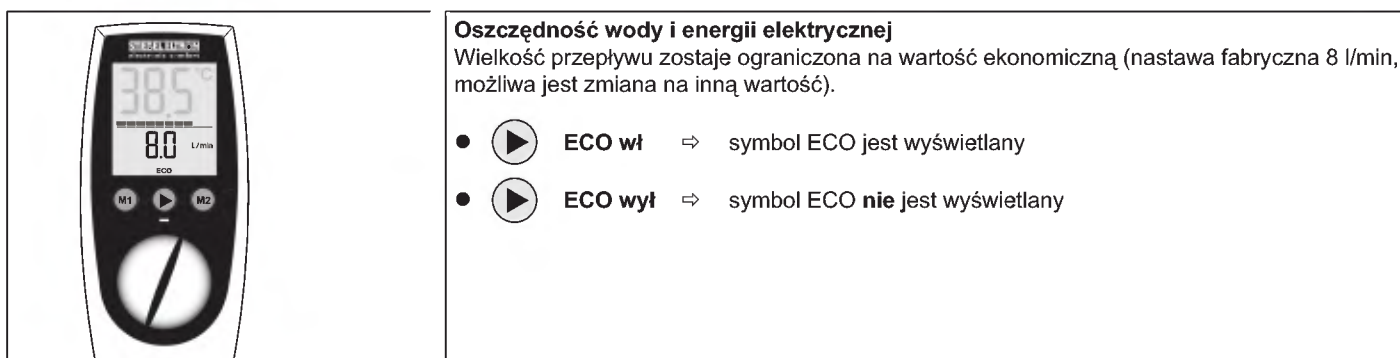 STIEBEL ELTRON
38.5 °C
8.0 L/min
ECO
M1 M2
Oszczędność wody i energii elektrycznej
Wielkość przepływu zostaje ograniczona na wartość ekonomiczną (nastawa fabryczna 8 l/min,
możliwa jest zmiana na inną wartość).
● ECO wł ⇨ symbol ECO jest wyświetlany
● ECO wył ⇨ symbol ECO nie jest wyświetlany